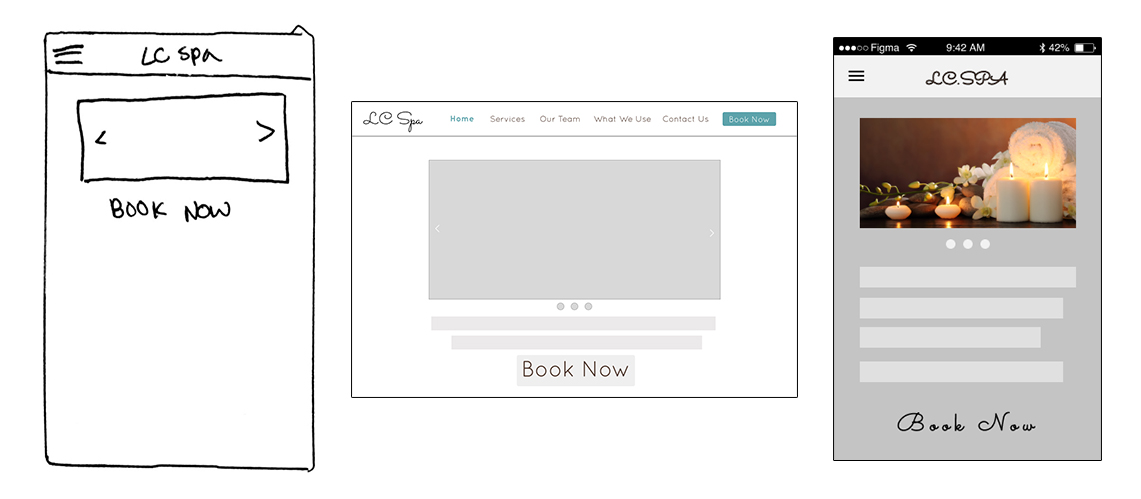 LC Spa
BOOK NOW
LC Spa
Home Services Our Team What We Use Contact Us Book Now
Book Now
Figma 9:42 AM 42%
LC.SPA
Book Now